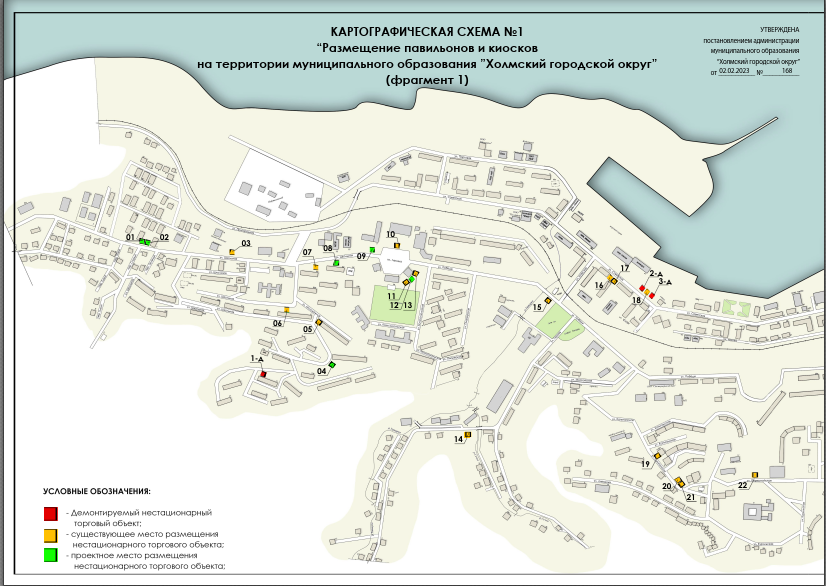 КАРТОГРАФИЧЕСКАЯ СХЕМА №1
“Размещение павильонов и киосков
на территории муниципального образования ”Холмский городской округ”
(фрагмент 1)
УТВЕРЖДЕНА
постановлением администрации
муниципального образования
"Холмский городской округ"
от 02.02.2023 № 168
01
02
03
10
07
08
09
11
12
13
17
2-д
3-д
16
18
15
06
05
04
1-д
14
19
20
21
22
УСЛОВНЫЕ ОБОЗНАЧЕНИЯ:
- Демонтируемый нестационарный
торговый объект;
- существующее место размещения
нестационарного торгового объекта;
- проектное место размещения
нестационарного торгового объекта;